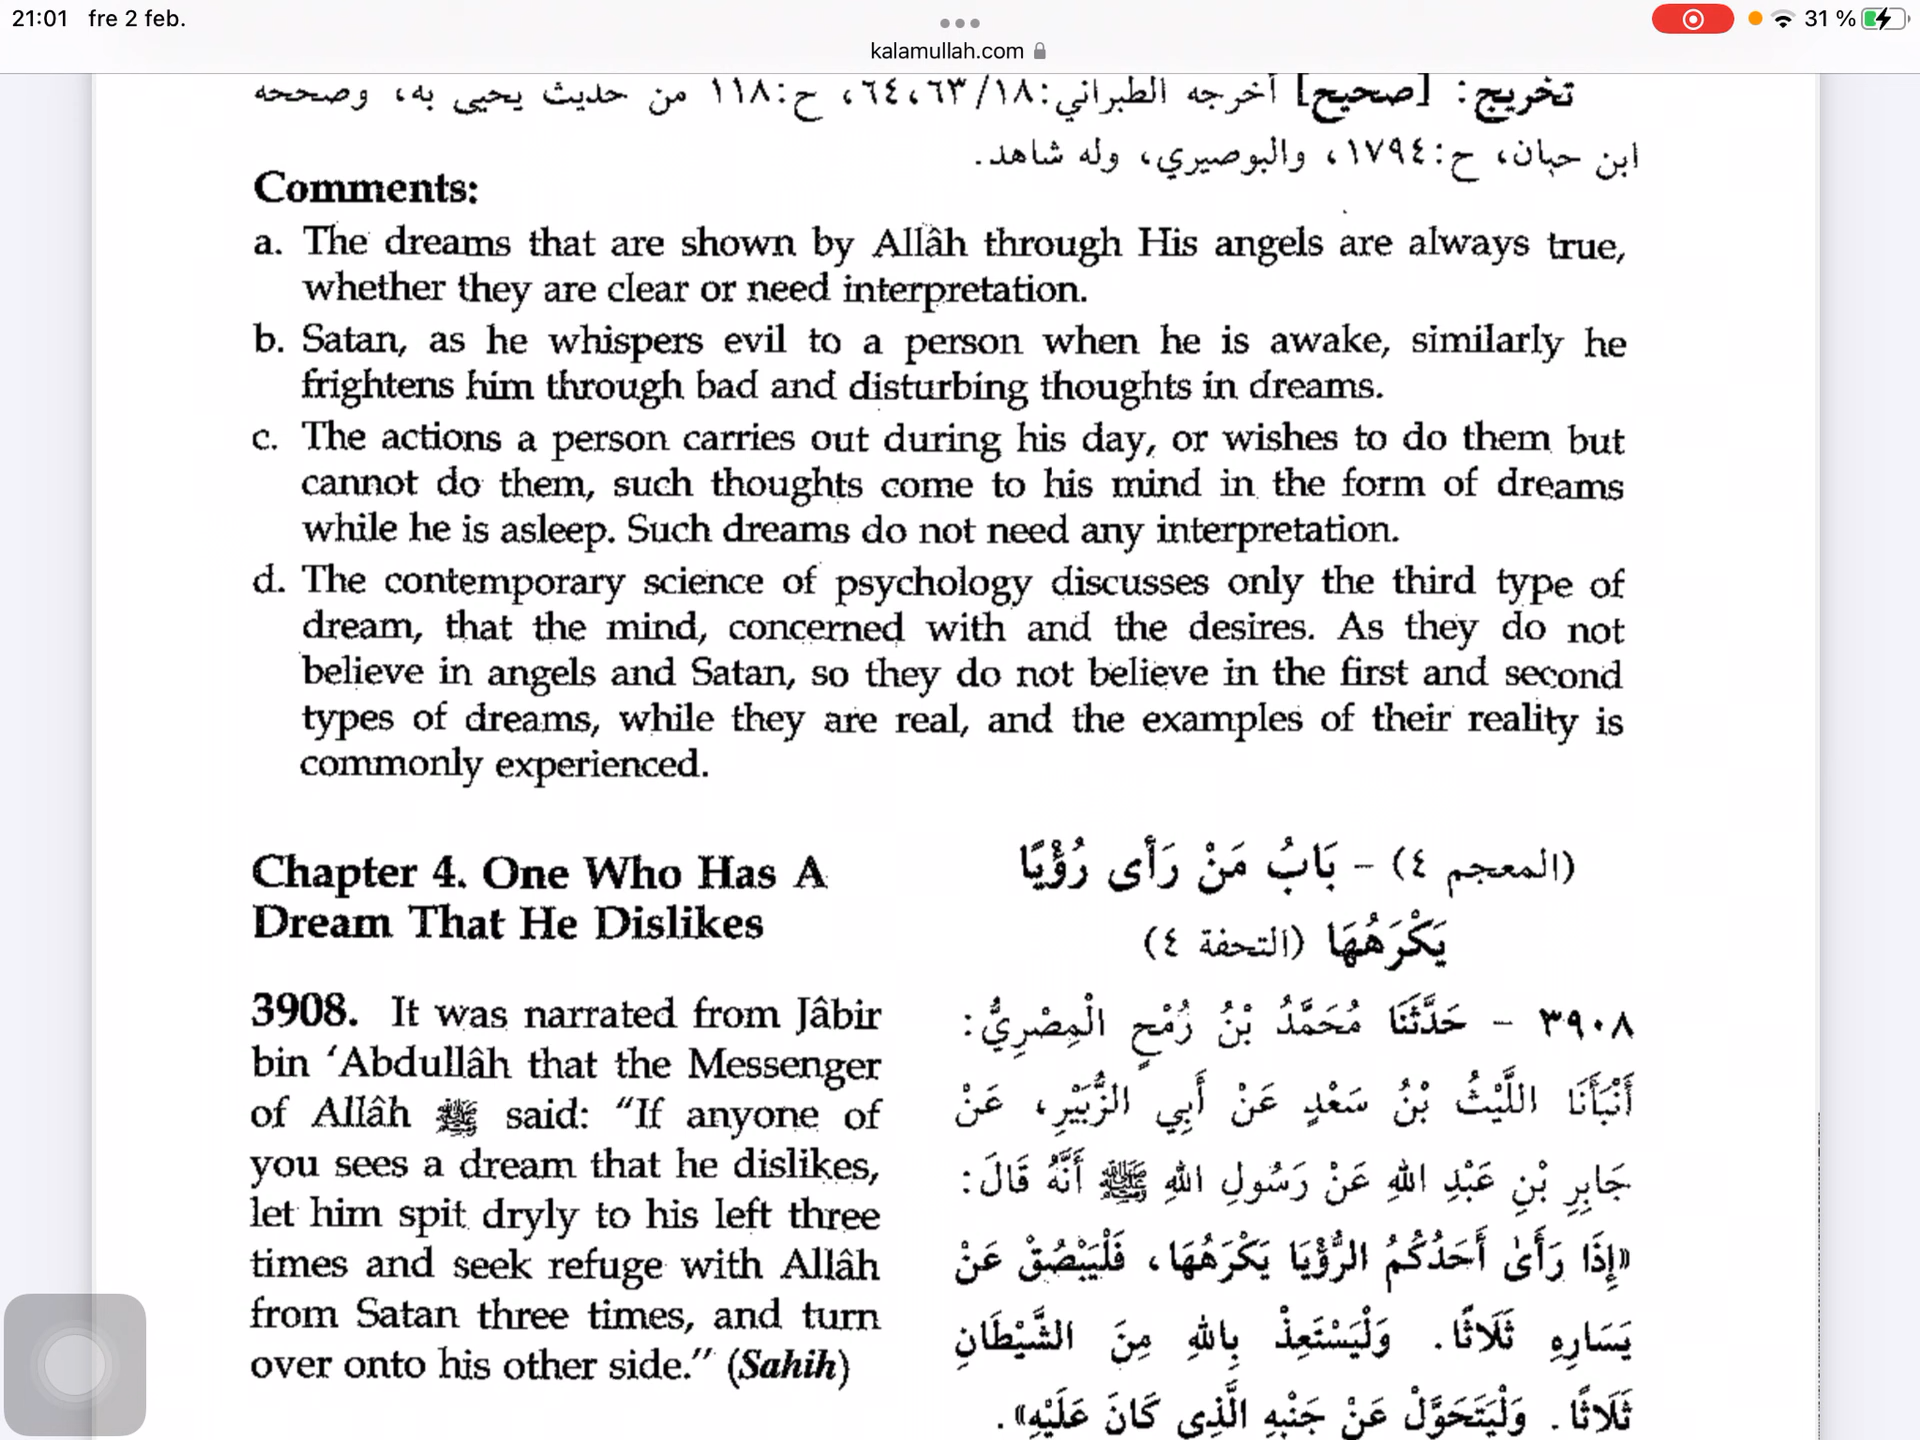 21:01 fre 2 feb.
31 %
kalamullah.com
تخريج: [صحيح] أخرجه الطبراني: ١٨/ ٦٣، ٦٤، ح: ١١٨ من حديث يحيى به، وصححه
ابن حبان، ح: ١٧٩٤، والبوصيري، وله شاهد.
Comments:
a. The dreams that are shown by Allâh through His angels are always true,
whether they are clear or need interpretation.
b. Satan, as he whispers evil to a person when he is awake, similarly he
frightens him through bad and disturbing thoughts in dreams.
c. The actions a person carries out during his day, or wishes to do them but
cannot do them, such thoughts come to his mind in the form of dreams
while he is asleep. Such dreams do not need any interpretation.
d. The contemporary science of psychology discusses only the third type of
dream, that the mind, concerned with and the desires. As they do not
believe in angels and Satan, so they do not believe in the first and second
types of dreams, while they are real, and the examples of their reality is
commonly experienced.
Chapter 4. One Who Has A
Dream That He Dislikes
(المعجم ٤) - بَابُ مَنْ رَأَى رُؤْيًا
يَكْرَهُهَا (التحفة ٤)
3908. It was narrated from Jâbir
bin ‘Abdullâh that the Messenger
of Allâh ﷺ said: “If anyone of
you sees a dream that he dislikes,
let him spit dryly to his left three
times and seek refuge with Allâh
from Satan three times, and turn
over onto his other side.” (Sahih)
٣٩٠٨ - حَدَّثَنَا مُحَمَّدُ بْنُ رُمْحٍ الْمِصْرِيُّ:
أَنْبَأَنَا اللَّيْثُ بْنُ سَعْدٍ عَنْ أَبِي الزُّبَيْرِ، عَنْ
جَابِرِ بْنِ عَبْدِ اللهِ عَنْ رَسُولِ اللهِ ﷺ أَنَّهُ قَالَ:
«إِذَا رَأَىٰ أَحَدُكُمُ الرُّؤْيَا يَكْرَهُهَا، فَلْيَبْصُقْ عَنْ
يَسَارِهِ ثَلَاثًا. وَلْيَسْتَعِذْ بِاللهِ مِنَ الشَّيْطَانِ
ثَلَاثًا. وَلْيَتَحَوَّلْ عَنْ جَنْبِهِ الَّذِي كَانَ عَلَيْهِ».